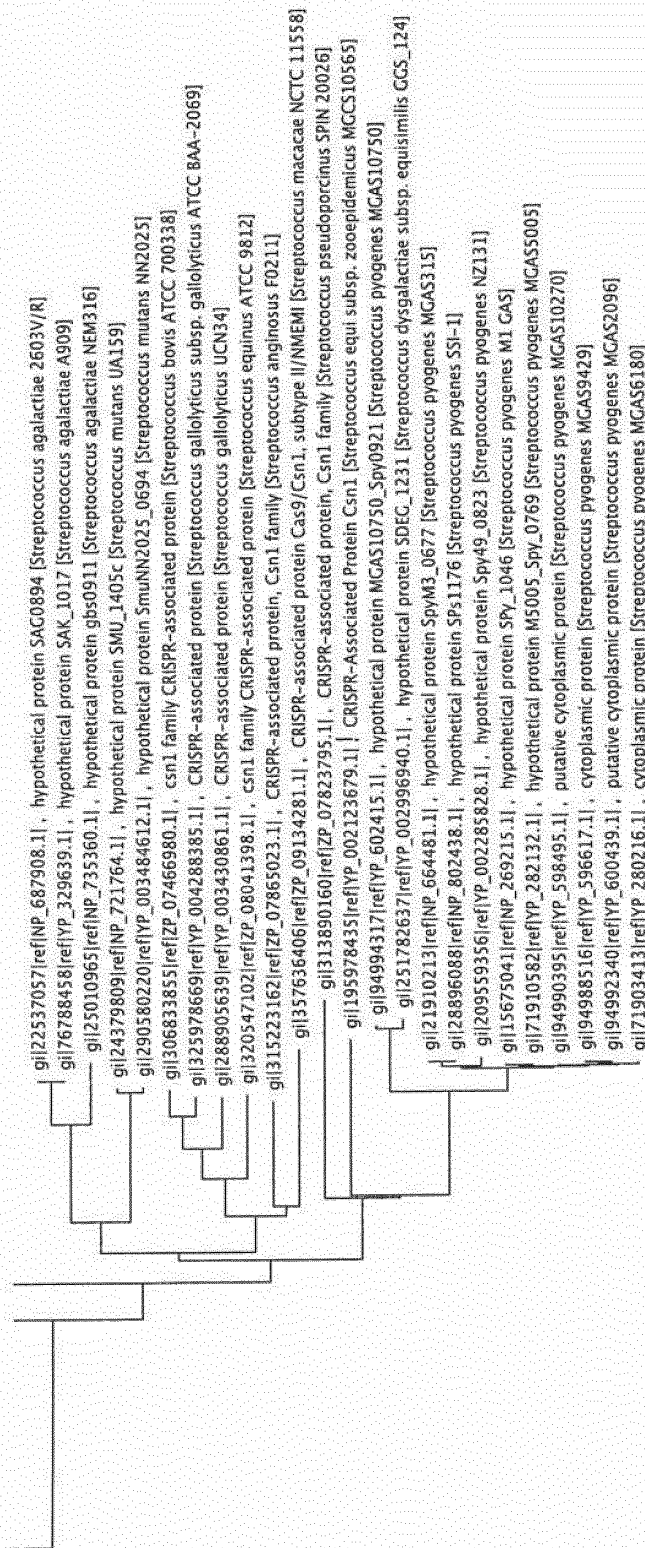 gi|22537057|ref|NP_687908.1| , hypothetical protein SAG0894 [Streptococcus agalactiae 2603V/R]
gi|76788458|ref|YP_329639.1| , hypothetical protein SAK_1017 [Streptococcus agalactiae A909]
gi|25010965|ref|NP_735360.1| , hypothetical protein gbs0911 [Streptococcus agalactiae NEM316]
gi|24379809|ref|NP_721764.1| , hypothetical protein SMU_1405c [Streptococcus mutans UA159]
gi|290580220|ref|YP_003484612.1| , hypothetical protein SmuNN2025_0694 [Streptococcus mutans NN2025]
gi|306833855|ref|ZP_07466980.1| , csn1 family CRISPR-associated protein [Streptococcus bovis ATCC 700338]
gi|325978669|ref|YP_004288385.1| , CRISPR-associated protein [Streptococcus gallolyticus subsp. gallolyticus ATCC BAA-2069]
gi|288905639|ref|YP_003430861.1| , CRISPR-associated protein [Streptococcus gallolyticus UCN34]
gi|320547102|ref|ZP_08041398.1| , csn1 family CRISPR-associated protein [Streptococcus equinus ATCC 9812]
gi|315223162|ref|ZP_07865023.1| , CRISPR-associated protein, Csn1 family [Streptococcus anginosus F0211]
gi|357636406|ref|ZP_09134281.1| , CRISPR-associated protein Cas9/Csn1, subtype II/NMEMI [Streptococcus macacae NCTC 11558]
gi|313890160|ref|ZP_07823795.1| , CRISPR-associated protein, Csn1 family [Streptococcus pseudoporcinus SPIN 20026]
gi|195978435|ref|YP_002123679.1| | CRISPR-Associated Protein Csn1 [Streptococcus equi subsp. zooepidemicus MGCS10565]
gi|94994317|ref|YP_602415.1| , hypothetical protein MGAS10750_Spy0921 [Streptococcus pyogenes MGAS10750]
gi|251782637|ref|YP_002996940.1| , hypothetical protein SDEG_1231 [Streptococcus dysgalactiae subsp. equisimilis GGS_124]
gi|21910213|ref|NP_664481.1| , hypothetical protein SpyM3_0677 [Streptococcus pyogenes MGAS315]
gi|28896088|ref|NP_802438.1| , hypothetical protein SPs1176 [Streptococcus pyogenes SSI-1]
gi|209559356|ref|YP_002285828.1| , hypothetical protein Spy49_0823 [Streptococcus pyogenes NZ131]
gi|15675041|ref|NP_269215.1| , hypothetical protein SPy_1046 [Streptococcus pyogenes M1 GAS]
gi|71910582|ref|YP_282132.1| , hypothetical protein M5005_Spy_0769 [Streptococcus pyogenes MGAS5005]
gi|94990395|ref|YP_598495.1| , putative cytoplasmic protein [Streptococcus pyogenes MGAS10270]
gi|94988516|ref|YP_596617.1| , cytoplasmic protein [Streptococcus pyogenes MGAS9429]
gi|94992340|ref|YP_600439.1| , putative cytoplasmic protein [Streptococcus pyogenes MGAS2096]
gi|71903413|ref|YP_280216.1| , cytoplasmic protein [Streptococcus pyogenes MGAS6180]